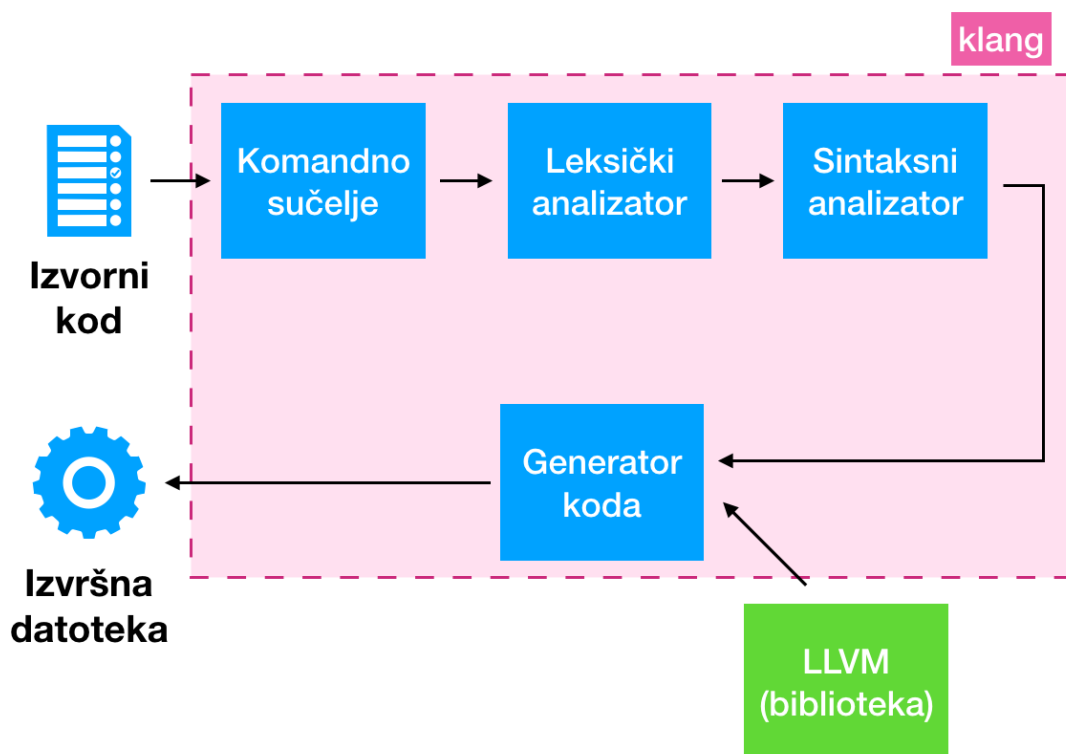 klang
Komandno
sučelje
Leksički
analizator
Sintaksni
analizator
Izvorni
kod
Generator
koda
Izvršna
datoteka
LLVM
(biblioteka)